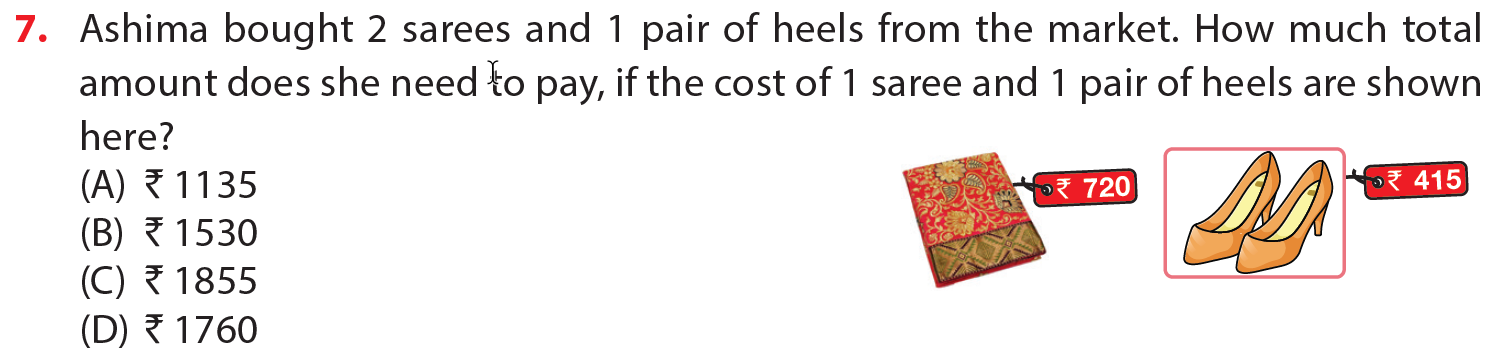 7. Ashima bought 2 sarees and 1 pair of heels from the market. How much total
amount does she need to pay, if the cost of 1 saree and 1 pair of heels are shown
here?
(A) ₹ 1135
(B) ₹ 1530
(C) ₹ 1855
(D) ₹ 1760
₹ 720
₹ 415